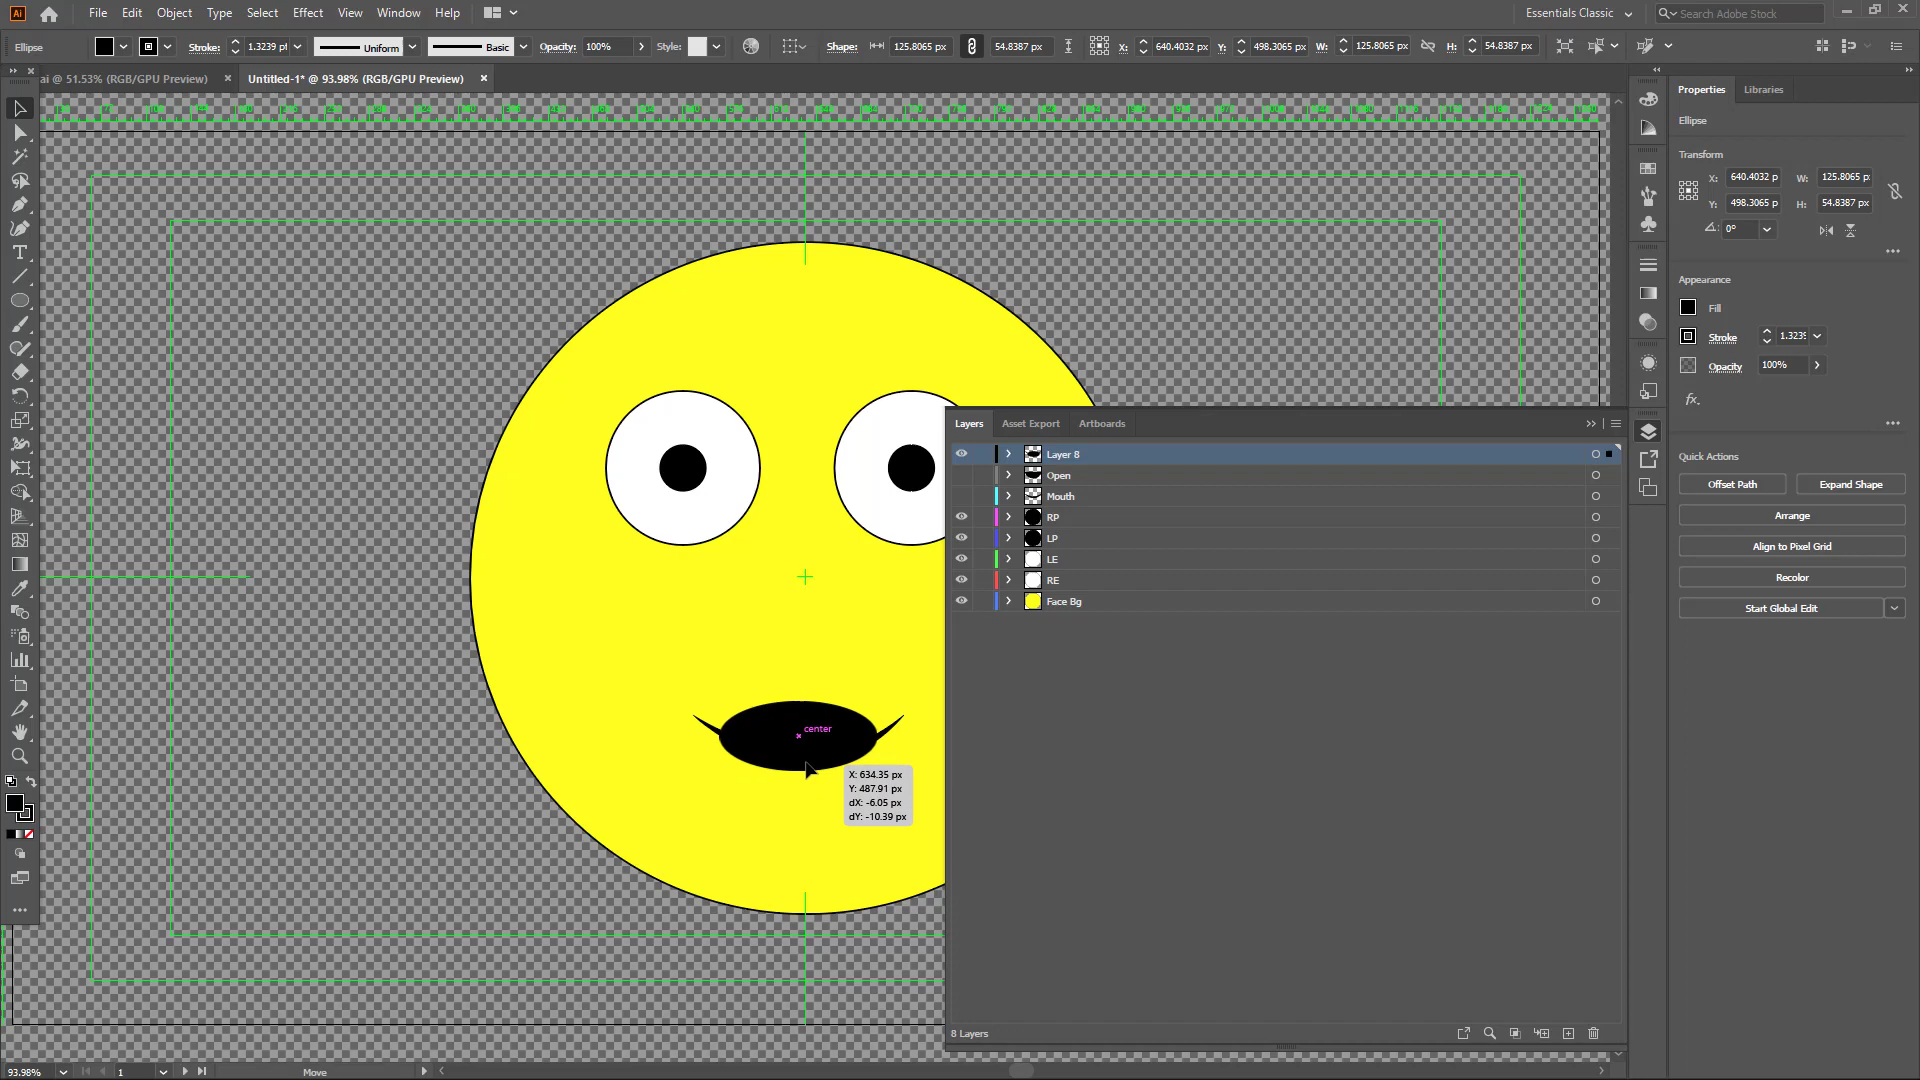 Ai File Edit Object Type Select Effect View Window Help Essentials Classic Search Adobe Stock
Ellipse Stroke: 1.3239 pt Uniform Basic Opacity: 100% Style: Shape: 125.8065 px 54.8387 px X: 640.4032 px Y: 498.3065 px W: 125.8065 px H: 54.8387 px
ai @ 51.53% (RGB/GPU Preview) × Untitled-1* @ 93.98% (RGB/GPU Preview) ×
Properties Libraries
Ellipse
Transform
X: 640.4032 p W: 125.8065 p
Y: 498.3065 p H: 54.8387 px
0°
Appearance
Fill
Stroke 1.3239
Opacity 100%
fx.
Quick Actions
Offset Path Expand Shape
Arrange
Align to Pixel Grid
Recolor
Start Global Edit
Layers Asset Export Artboards
Layer 8
Open
Mouth
RP
LP
LE
RE
Face Bg
8 Layers
center
X: 634.35 px
Y: 487.91 px
dX: -6.05 px
dY: -10.39 px
93.98% 1 Move